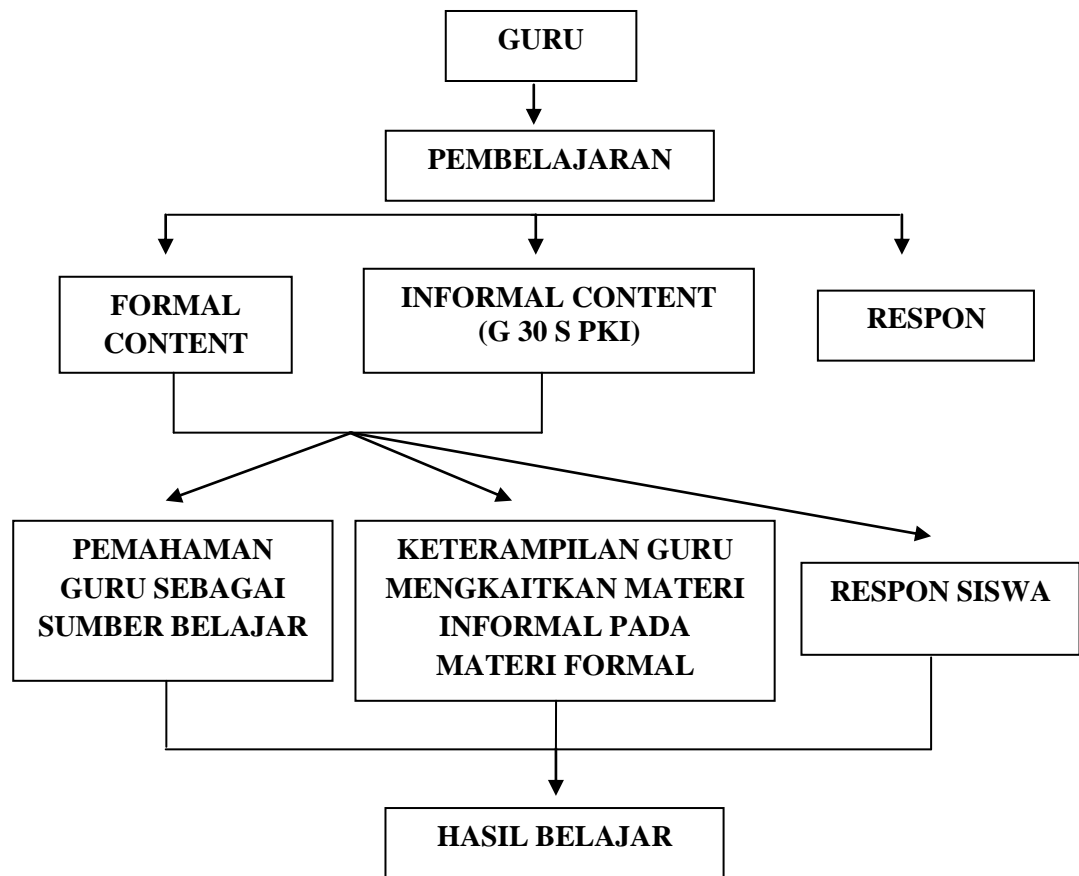 GURU
PEMBELAJARAN
FORMAL
CONTENT
INFORMAL CONTENT
(G 30 S PKI)
RESPON
PEMAHAMAN
GURU SEBAGAI
SUMBER BELAJAR
KETERAMPILAN GURU
MENGKAITKAN MATERI
INFORMAL PADA
MATERI FORMAL
RESPON SISWA
HASIL BELAJAR